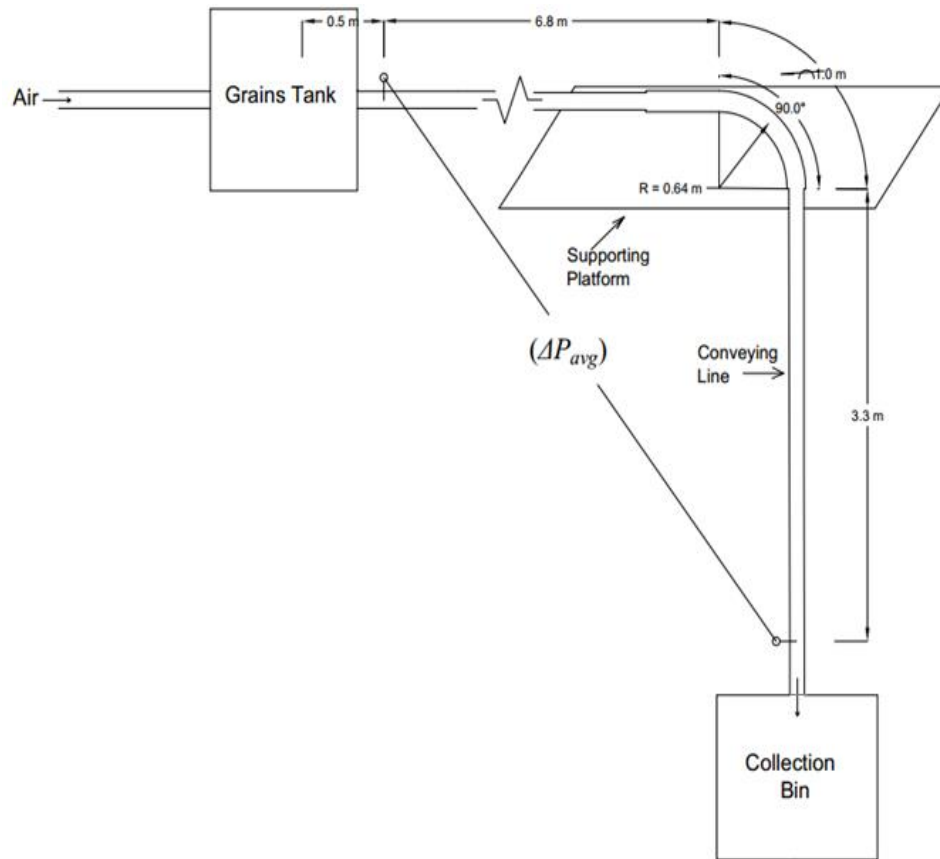 0.5 m
6.8 m
1.0 m
Air
Grains Tank
90.0°
R = 0.64 m
Supporting
Platform
(ΔP_avg)
Conveying
Line
3.3 m
Collection
Bin